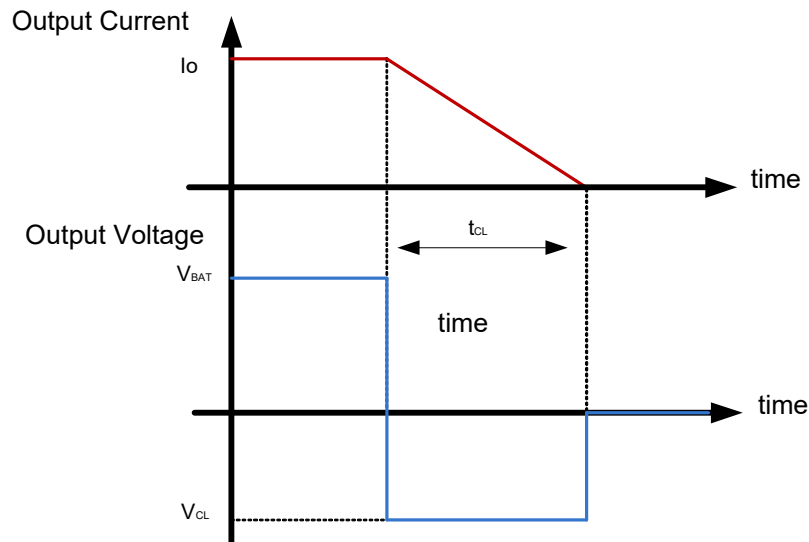 Output Current
Io
time
Output Voltage
tCL
VBAT
time
time
VCL